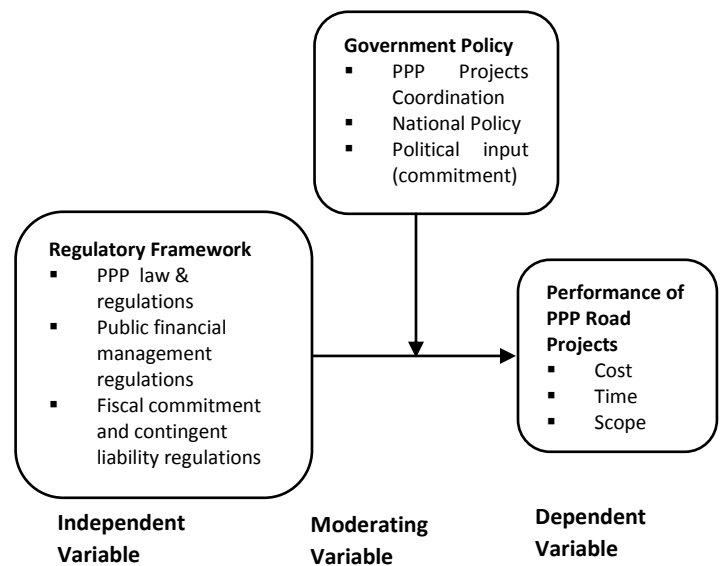 Government Policy
▪ PPP Projects
Coordination
▪ National Policy
▪ Political input
(commitment)
Regulatory Framework
▪ PPP law &
regulations
▪ Public financial
management
regulations
▪ Fiscal commitment
and contingent
liability regulations
Performance of
PPP Road
Projects
▪ Cost
▪ Time
▪ Scope
Independent
Variable
Moderating
Variable
Dependent
Variable